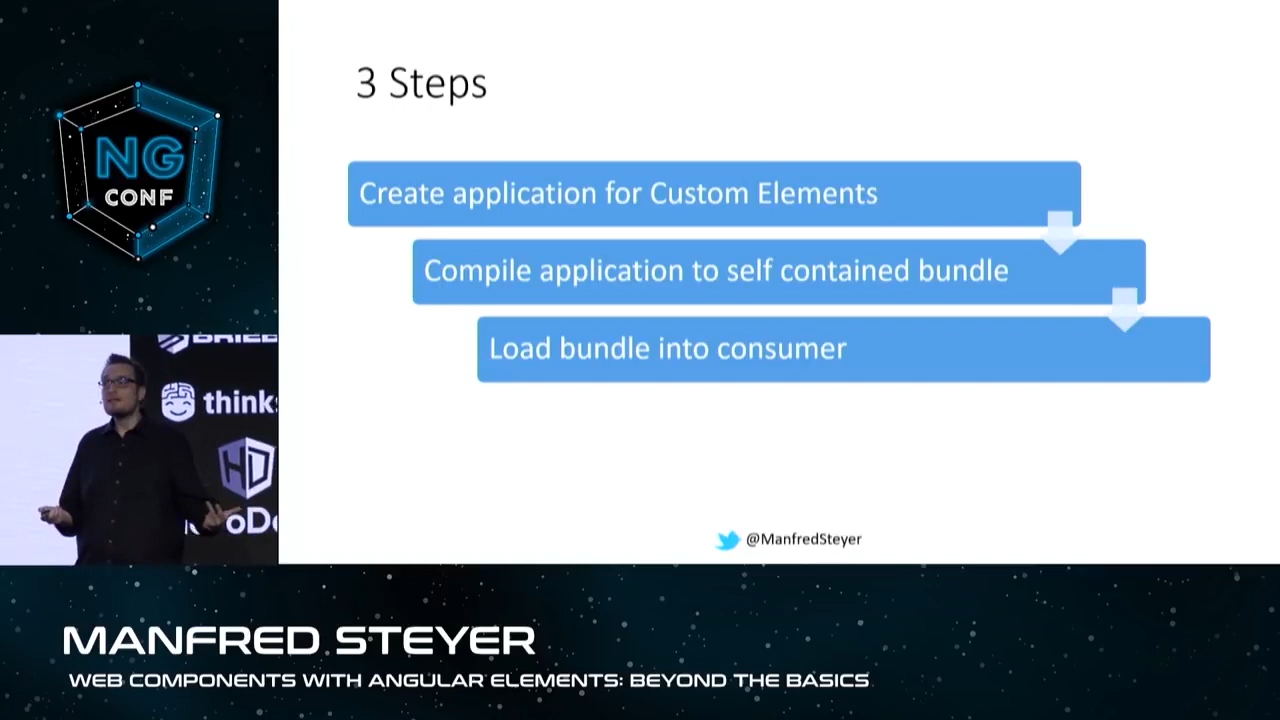 NG
CONF
3 Steps
Create application for Custom Elements
Compile application to self contained bundle
Load bundle into consumer
@ManfredSteyer
HD
MANFRED STEYER
WEB COMPONENTS WITH ANGULAR ELEMENTS: BEYOND THE BASICS